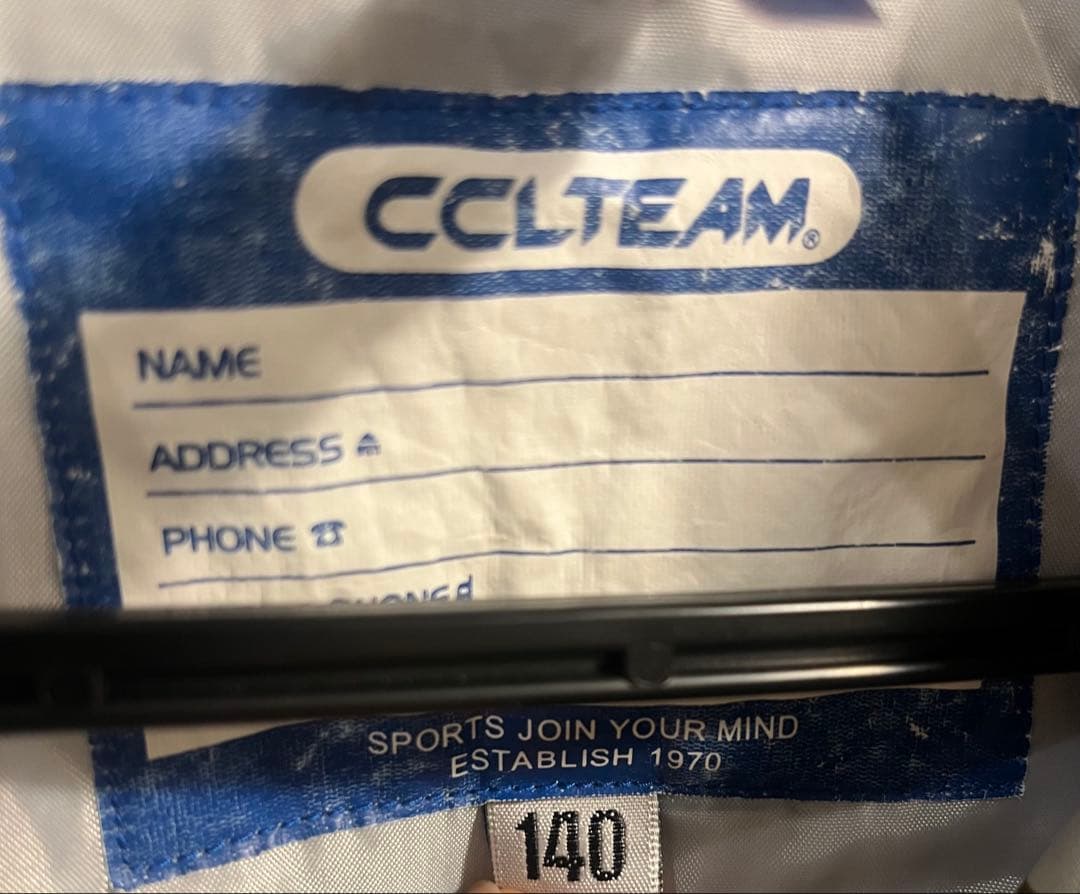 CCLTEAM®
NAME
ADDRESS
PHONE
SPORTS JOIN YOUR MIND
ESTABLISH 1970
140